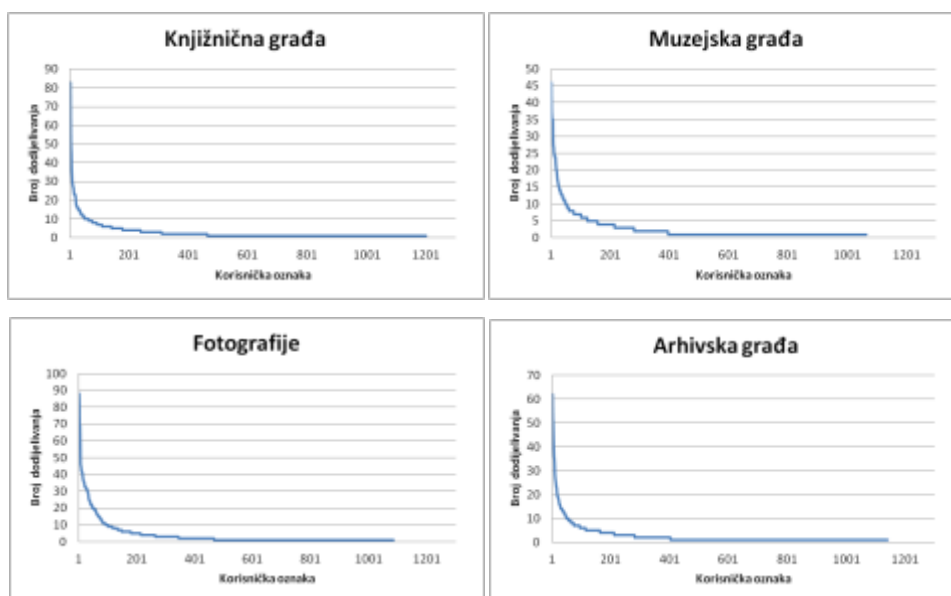 Knjižnična građa
90
80
70
60
50
40
30
20
10
0
Broj dodijelivanja
1 201 401 601 801 1001 1201
Korisnička oznaka
Muzejska građa
50
45
40
35
30
25
20
15
10
5
0
Broj dodijelivanja
1 201 401 601 801 1001 1201
Korisnička oznaka
Fotografije
100
90
80
70
60
50
40
30
20
10
0
Broj dodijelivanja
1 201 401 601 801 1001 1201
Korisnička oznaka
Arhivska građa
70
60
50
40
30
20
10
0
Broj dodijelivanja
1 201 401 601 801 1001 1201
Korisnička oznaka